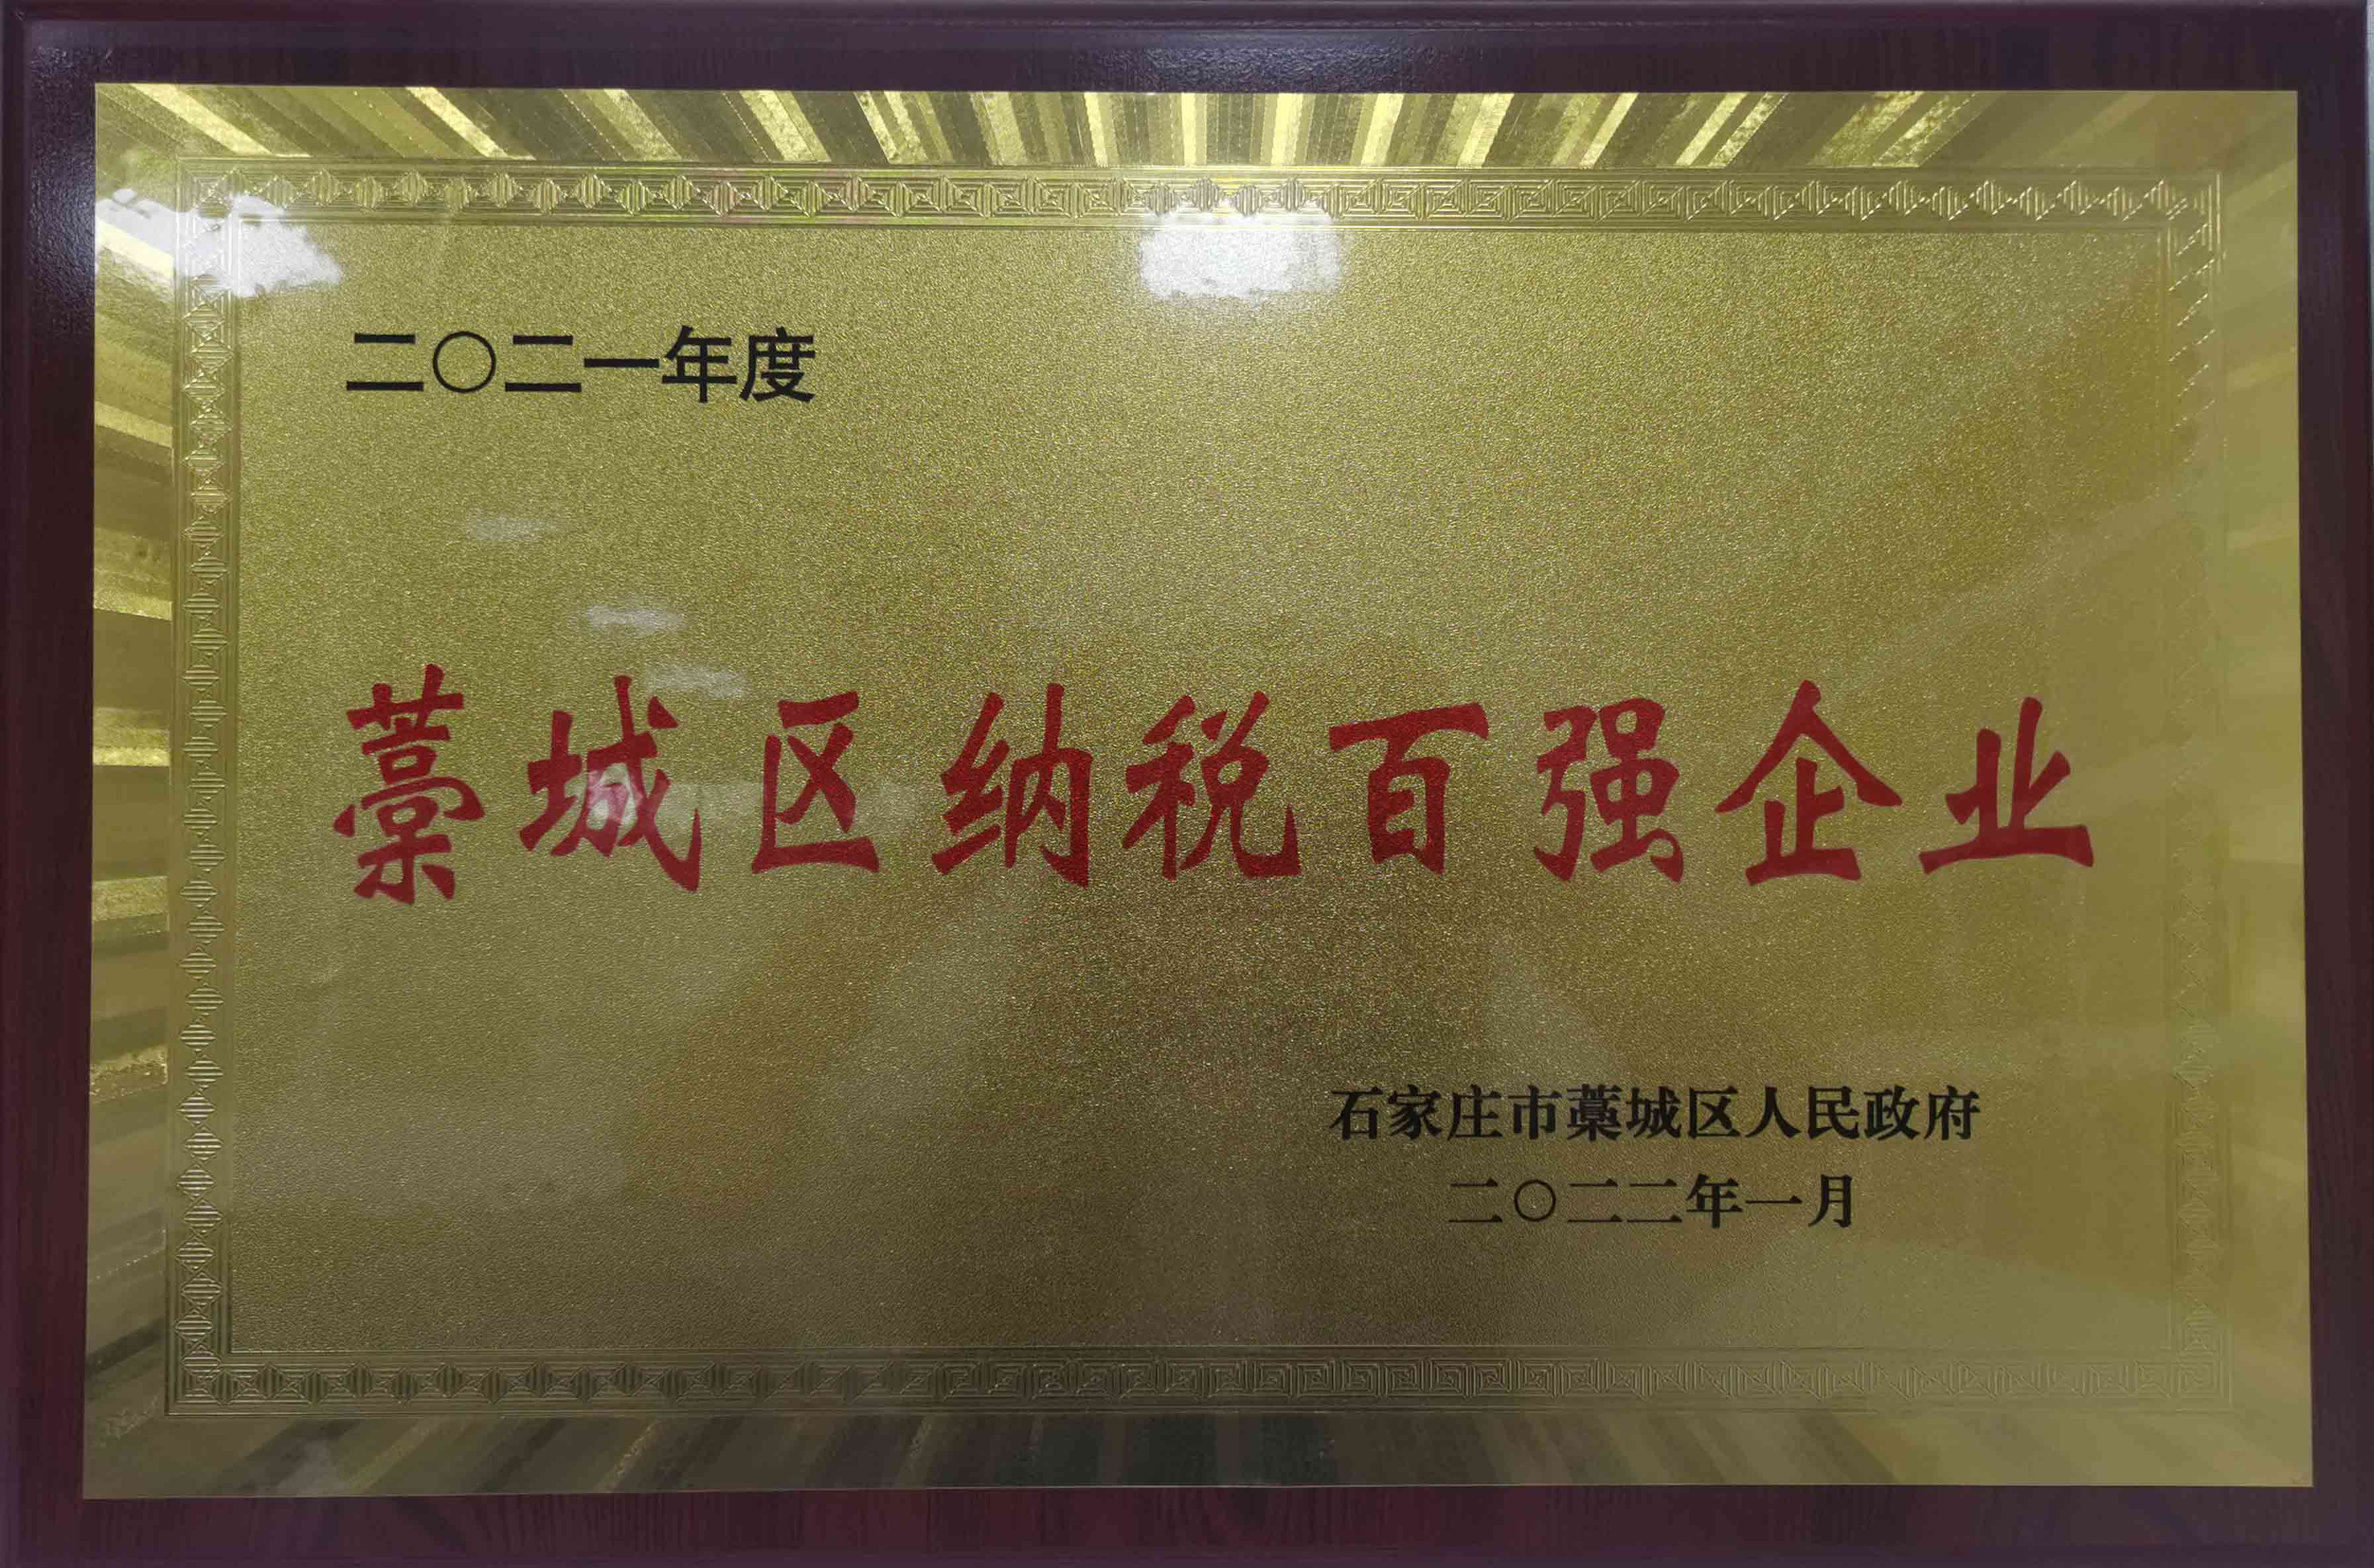 二〇二一年度
藁城区纳税百强企业
石家庄市藁城区人民政府
二〇二二年一月